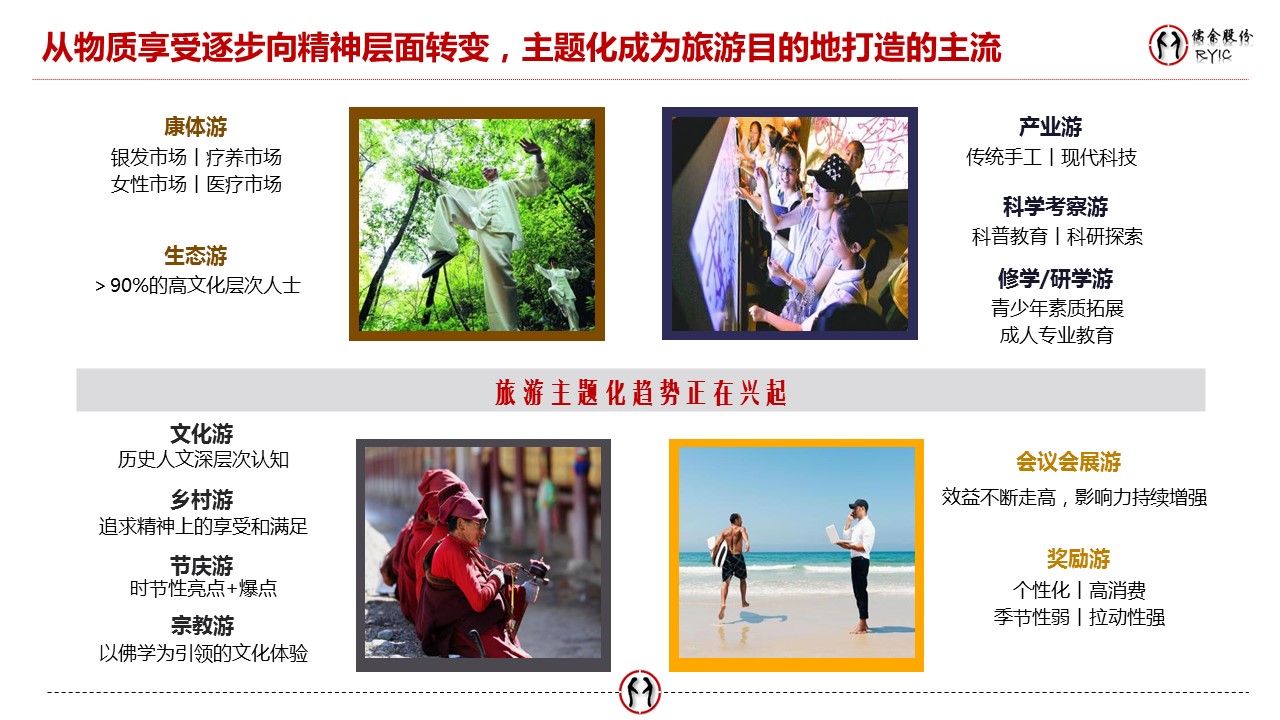 从物质享受逐步向精神层面转变，主题化成为旅游目的地打造的主流
儒舍股份
RYIC
康体游
银发市场丨疗养市场
女性市场丨医疗市场
生态游
＞90%的高文化层次人士
产业游
传统手工丨现代科技
科学考察游
科普教育丨科研探索
修学/研学游
青少年素质拓展
成人专业教育
旅游主题化趋势正在兴起
文化游
历史人文深层次认知
乡村游
追求精神上的享受和满足
节庆游
时节性亮点+爆点
宗教游
以佛学为引领的文化体验
会议会展游
效益不断走高，影响力持续增强
奖励游
个性化丨高消费
季节性弱丨拉动性强